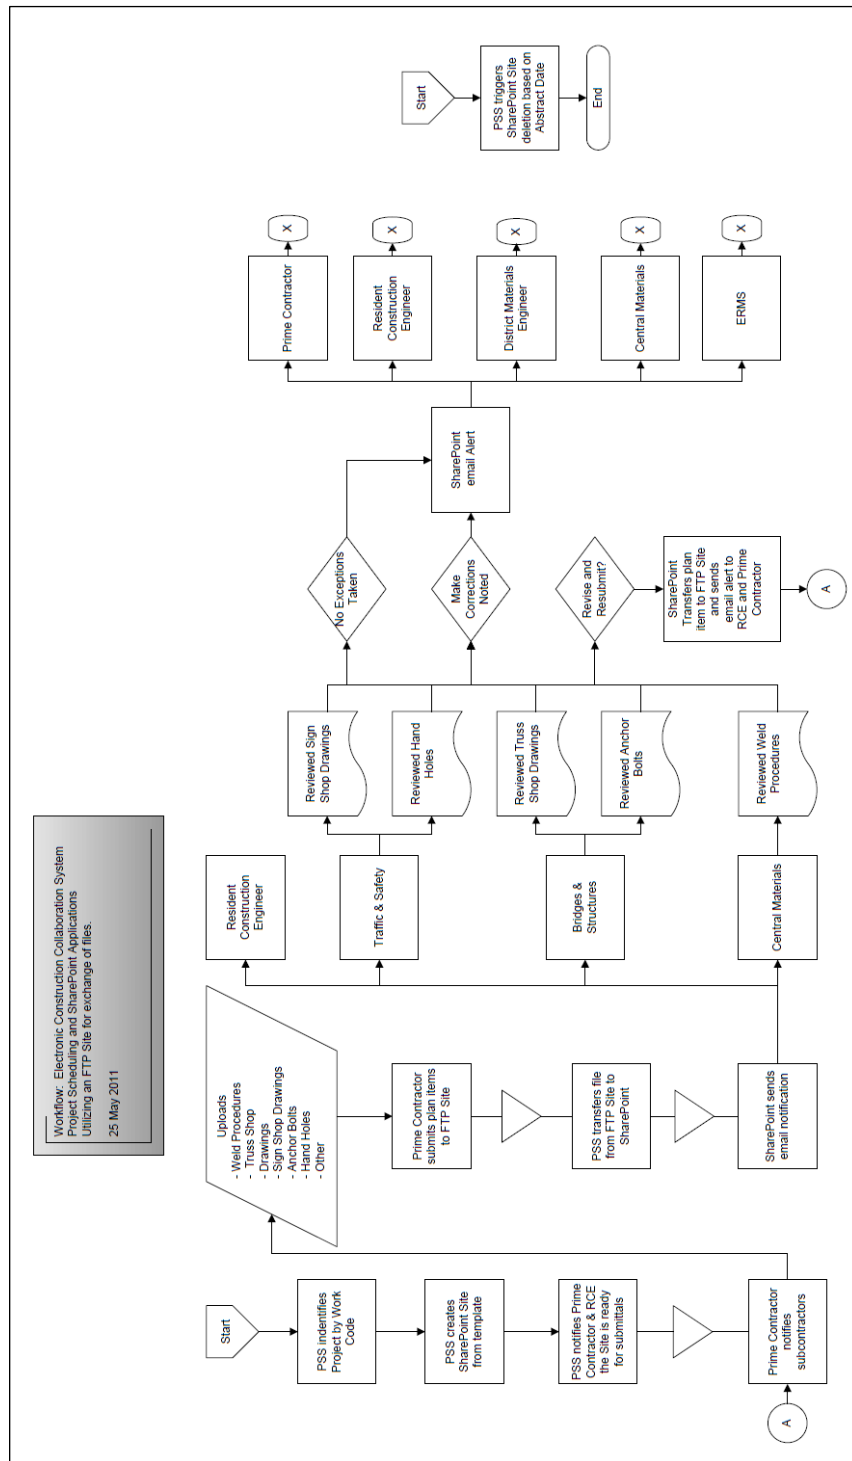 Workflow:  Electronic Construction Collaboration System
Project Scheduling and SharePoint Applications
Utilizing an FTP Site for exchange of files.
25 May 2011
Start
PSS indentifies
Project by Work
Code
PSS creates
SharePoint Site
from template
PSS notifies Prime
Contractor & RCE
the Site is ready
for submittals
Prime Contractor
notifies
subcontractors
A
Uploads
- Weld Procedures
- Truss Shop
- Drawings
- Sign Shop Drawings
- Anchor Bolts
- Hand Holes
- Other
Prime Contractor
submits plan items
to FTP Site
PSS transfers file
from FTP Site to
SharePoint
SharePoint sends
email notification
Resident
Construction
Engineer
Traffic & Safety
Bridges &
Structures
Central Materials
Reviewed Sign
Shop Drawings
Reviewed Hand
Holes
Reviewed Truss
Shop Drawings
Reviewed Anchor
Bolts
Reviewed Weld
Procedures
No Exceptions
Taken
Make
Corrections
Noted
Revise and
Resubmit?
SharePoint
email Alert
SharePoint
Transfers plan
item to FTP Site
and sends
email alert to
RCE and Prime
Contractor
A
Prime Contractor
X
Resident
Construction
Engineer
X
District Materials
Engineer
X
Central Materials
X
ERMS
X
Start
PSS triggers
SharePoint Site
deletion based on
Abstract Date
End